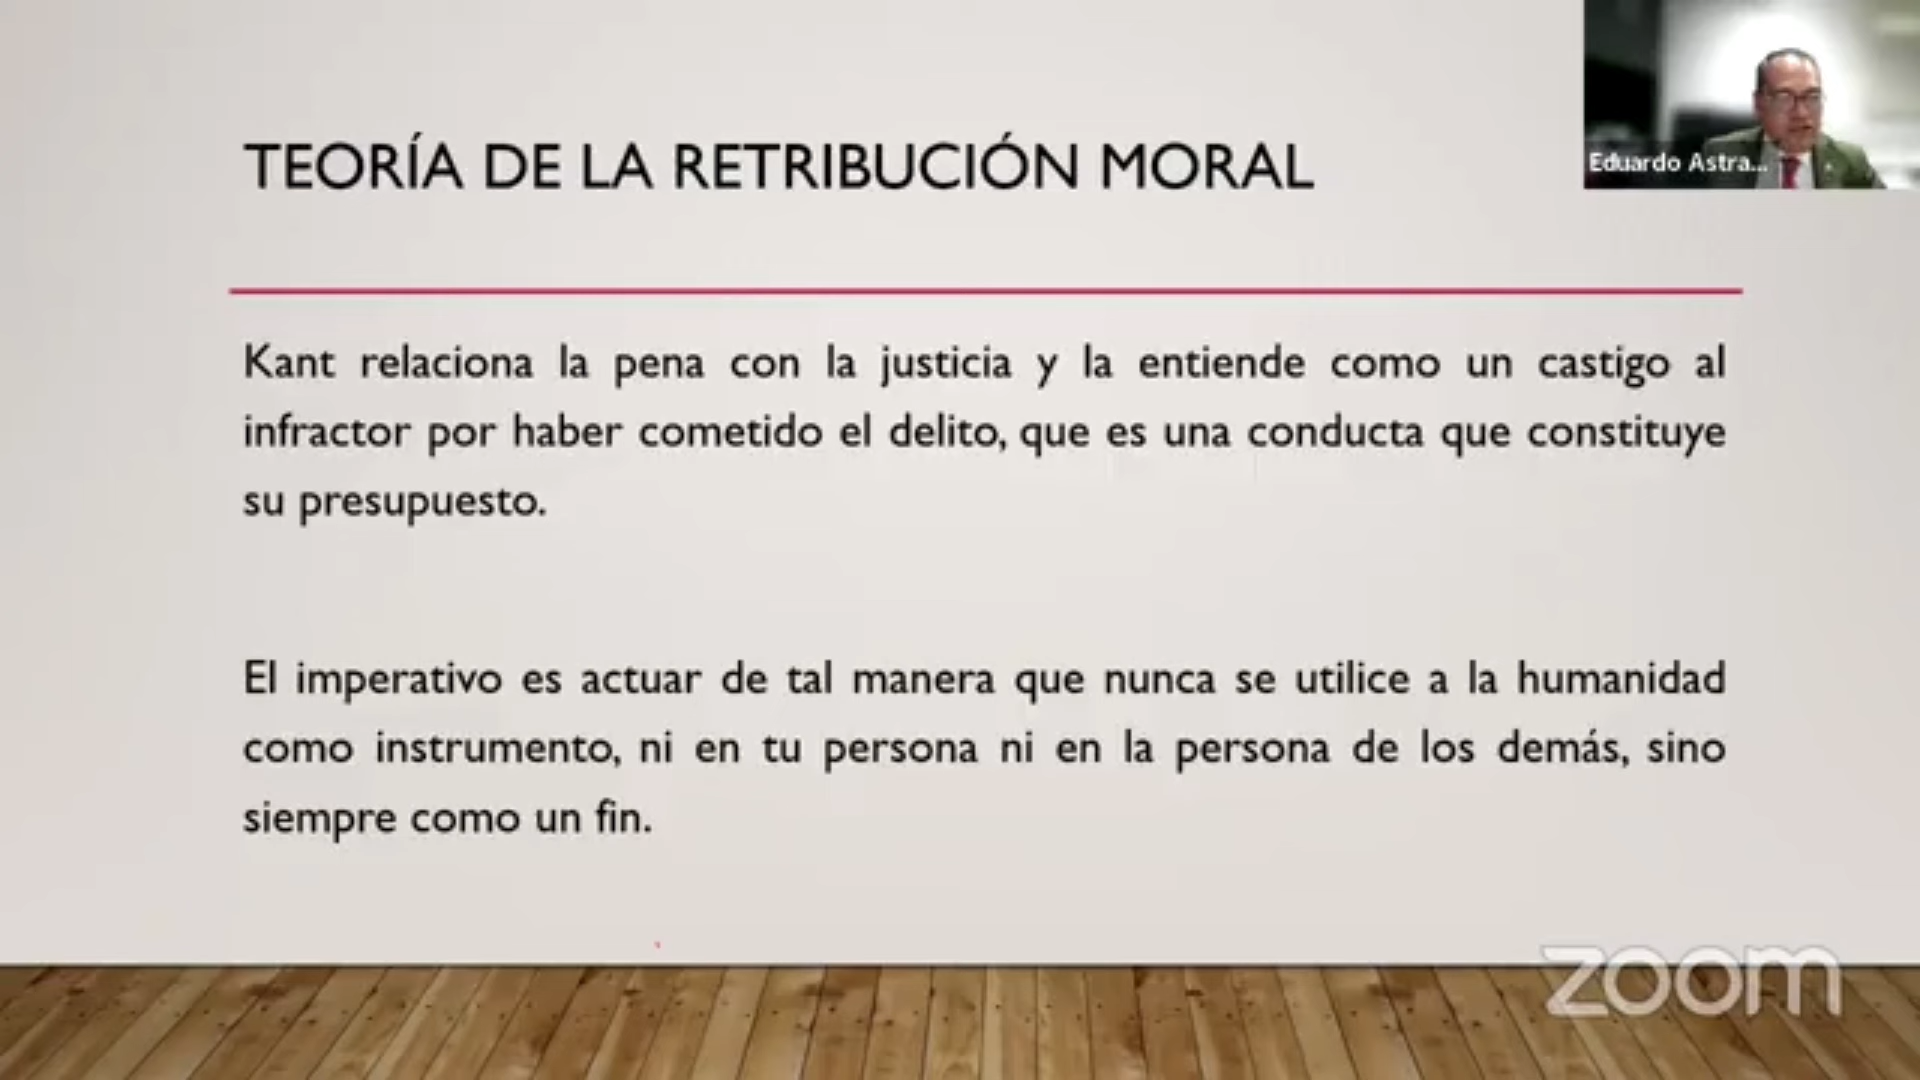 TEORÍA DE LA RETRIBUCIÓN MORAL
Eduardo Astra...
Kant relaciona la pena con la justicia y la entiende como un castigo al
infractor por haber cometido el delito, que es una conducta que constituye
su presupuesto.
El imperativo es actuar de tal manera que nunca se utilice a la humanidad
como instrumento, ni en tu persona ni en la persona de los demás, sino
siempre como un fin.
zoom